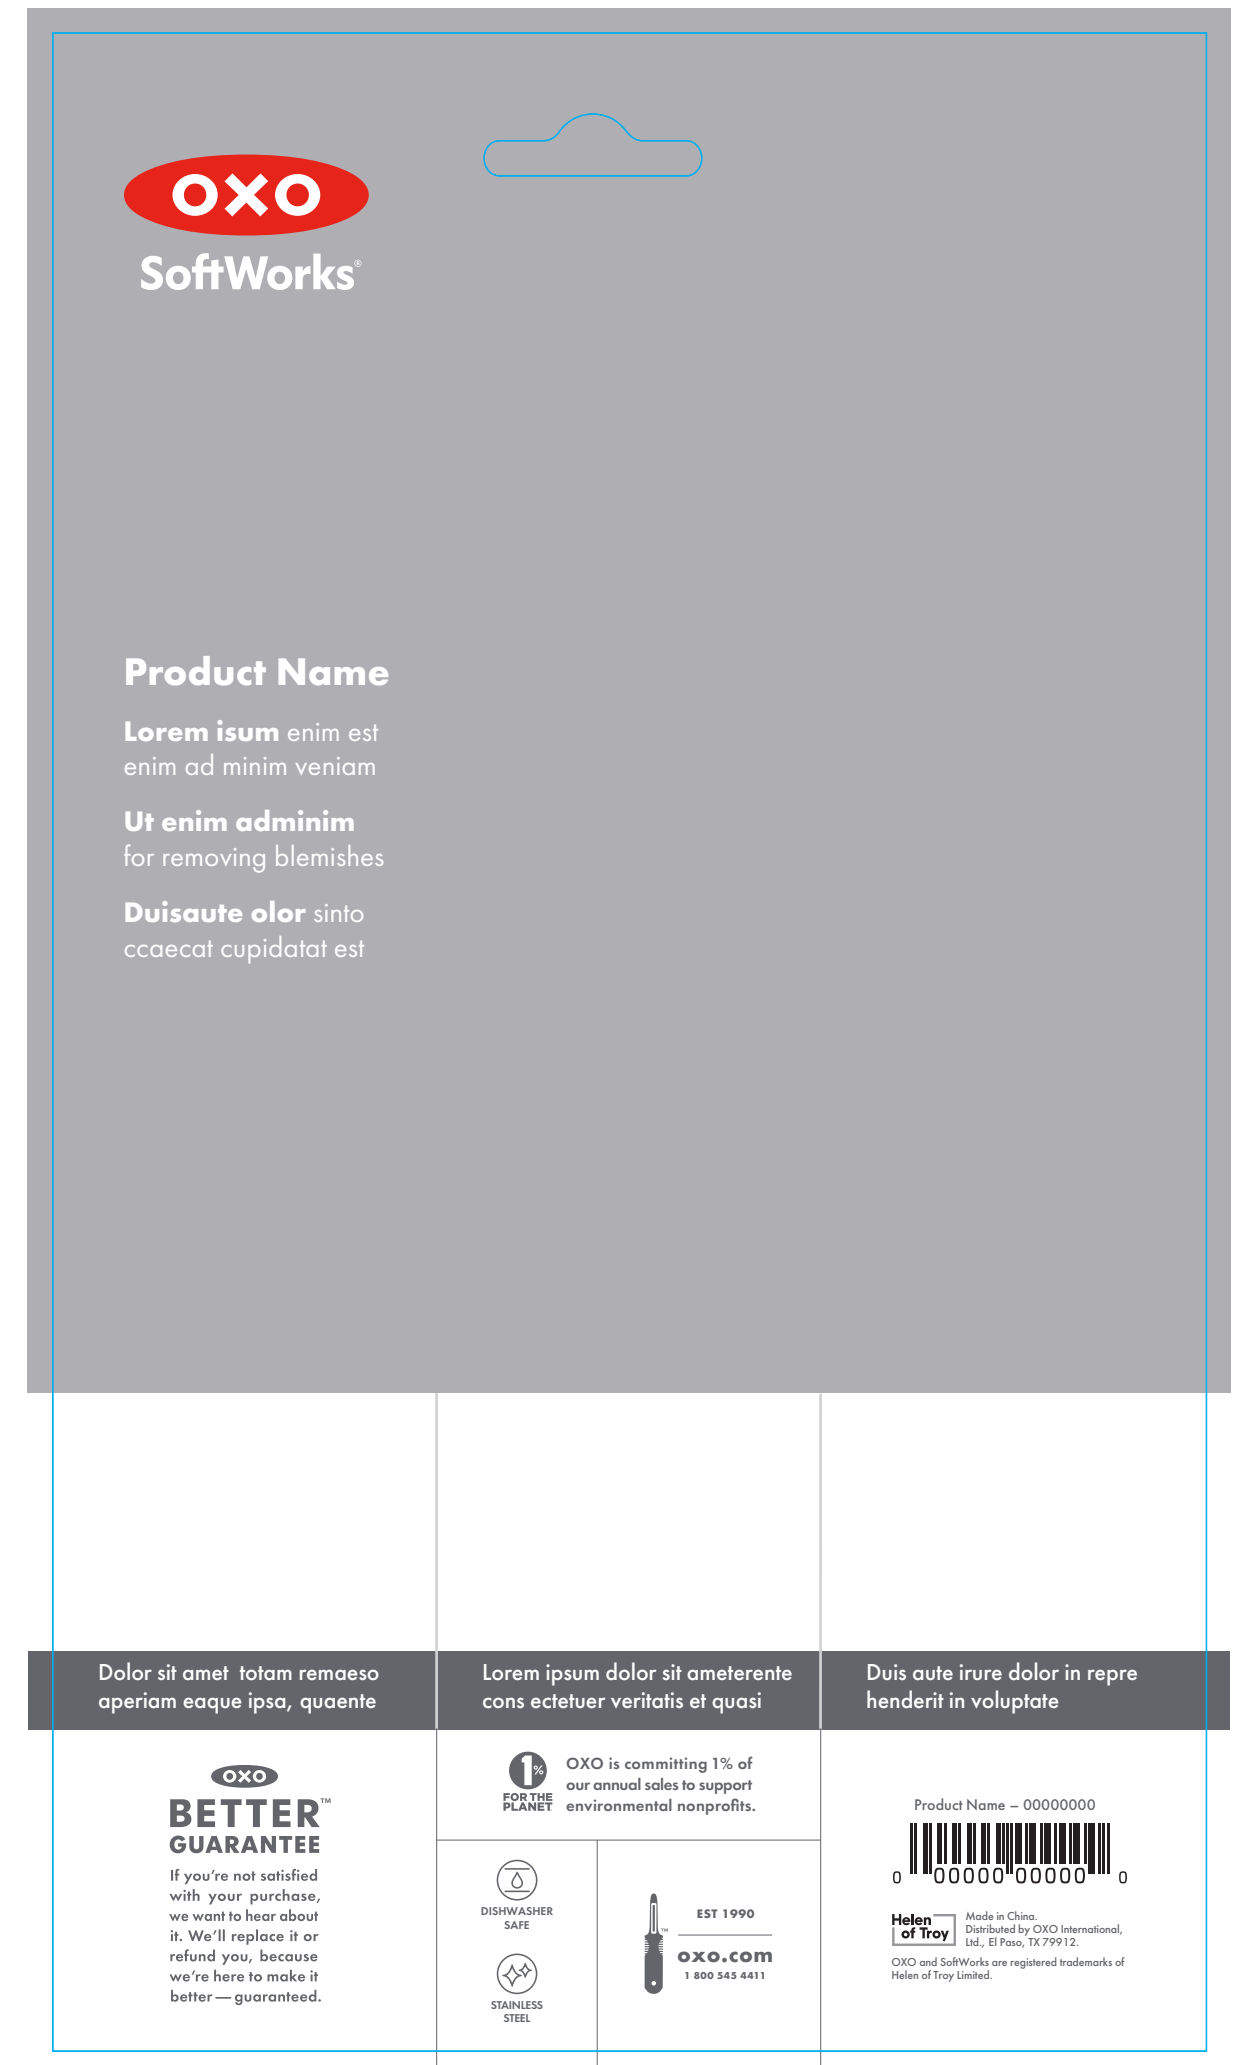 OXO
SoftWorks®
Product Name
Lorem isum enim est
enim ad minim veniam
Ut enim adminim
for removing blemishes
Duisaute olor sinto
ccaecat cupidatat est
Dolor sit amet totam remaeso
aperiam eaque ipsa, quaente
Lorem ipsum dolor sit ameterente
cons ectetuer veritatis et quasi
Duis aute irure dolor in repre
henderit in voluptate
OXO
BETTER™
GUARANTEE
If you're not satisfied
with your purchase,
we want to hear about
it. We'll replace it or
refund you, because
we're here to make it
better — guaranteed.
1%
FOR THE
PLANET
OXO is committing 1% of
our annual sales to support
environmental nonprofits.
DISHWASHER
SAFE
STAINLESS
STEEL
™
EST 1990
oxo.com
1 800 545 4411
Product Name – 00000000
0 00000 00000 0
Helen
of Troy
Made in China.
Distributed by OXO International,
Ltd., El Paso, TX 79912.
OXO and SoftWorks are registered trademarks of
Helen of Troy Limited.